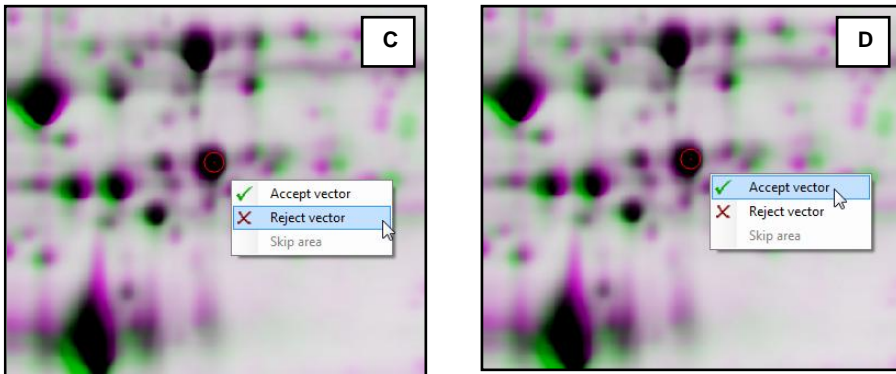 C
Accept vector
Reject vector
Skip area
D
Accept vector
Reject vector
Skip area